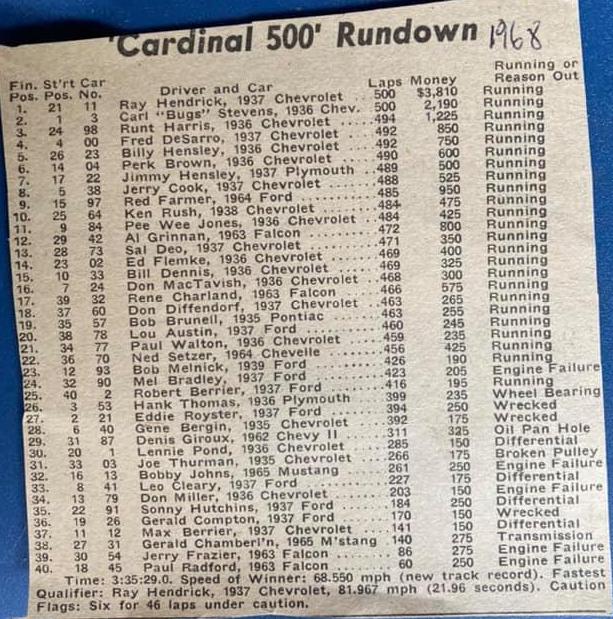 'Cardinal 500' Rundown 1968
Running or
Fin. St'rt Car Driver and Car Laps Money Reason Out
Pos. Pos. No.
1. 21 11 Ray Hendrick, 1937 Chevrolet .. 500 $3,810 Running
2. 1 3 Carl "Bugs" Stevens, 1936 Chev. 500 2,190 Running
3. 24 98 Runt Harris, 1936 Chevrolet ..... 494 1,225 Running
4. 4 00 Fred DeSarro, 1937 Chevrolet .... 492 850 Running
5. 26 23 Billy Hensley, 1936 Chevrolet .... 492 750 Running
6. 14 04 Perk Brown, 1936 Chevrolet ..... 490 600 Running
7. 17 22 Jimmy Hensley, 1937 Plymouth .. 489 500 Running
8. 5 38 Jerry Cook, 1937 Chevrolet ....... 488 525 Running
9. 15 97 Red Farmer, 1964 Ford .......... 485 950 Running
10. 25 64 Ken Rush, 1938 Chevrolet ........ 484 475 Running
11. 9 84 Pee Wee Jones, 1936 Chevrolet .. 484 425 Running
12. 29 42 Al Grinnan, 1963 Falcon ......... 472 800 Running
13. 28 73 Sal Deo, 1937 Chevrolet ......... 471 350 Running
14. 23 02 Ed Flemke, 1936 Chevrolet ...... 469 400 Running
15. 10 33 Bill Dennis, 1936 Chevrolet ...... 469 325 Running
16. 7 24 Don MacTavish, 1936 Chevrolet ... 468 300 Running
17. 39 32 Rene Charland, 1963 Falcon ..... 466 575 Running
18. 37 60 Don Diffendorf, 1937 Chevrolet ... 463 265 Running
19. 35 57 Bob Brunell, 1935 Pontiac ....... 463 255 Running
20. 38 78 Lou Austin, 1937 Ford .......... 460 245 Running
21. 34 77 Paul Walton, 1936 Chevrolet ..... 459 235 Running
22. 36 70 Ned Setzer, 1964 Chevelle ....... 456 425 Running
23. 12 93 Bob Melnick, 1939 Ford ......... 426 190 Running
24. 32 90 Mel Bradley, 1937 Ford ......... 423 205 Engine Failure
25. 40 2 Robert Berrier, 1937 Ford ....... 416 195 Running
26. 3 53 Hank Thomas, 1936 Plymouth .... 399 235 Wheel Bearing
27. 2 21 Eddie Royster, 1937 Ford ........ 394 250 Wrecked
28. 6 40 Gene Bergin, 1935 Chevrolet ..... 392 175 Wrecked
29. 31 87 Denis Giroux, 1962 Chevy II ..... 311 325 Oil Pan Hole
30. 20 1 Lennie Pond, 1936 Chevrolet ..... 285 150 Differential
31. 33 03 Joe Thurman, 1935 Chevrolet ..... 266 175 Broken Pulley
32. 16 13 Bobby Johns, 1965 Mustang ...... 261 250 Engine Failure
33. 8 41 Leo Cleary, 1937 Ford ........... 227 175 Differential
34. 13 79 Don Miller, 1936 Chevrolet ...... 203 150 Engine Failure
35. 22 91 Sonny Hutchins, 1937 Ford ...... 184 250 Differential
36. 19 26 Gerald Compton, 1937 Ford ...... 170 150 Wrecked
37. 11 12 Max Berrier, 1937 Chevrolet ..... 141 150 Differential
38. 27 31 Gerald Chamberl'n, 1965 M'stang 140 275 Transmission
39. 30 54 Jerry Frazier, 1963 Falcon ...... 86 275 Engine Failure
40. 18 45 Paul Radford, 1963 Falcon ...... 60 250 Engine Failure
Time: 3:35:29.0. Speed of Winner: 68.550 mph (new track record). Fastest
Qualifier: Ray Hendrick, 1937 Chevrolet, 81.967 mph (21.96 seconds). Caution
Flags: Six for 46 laps under caution.